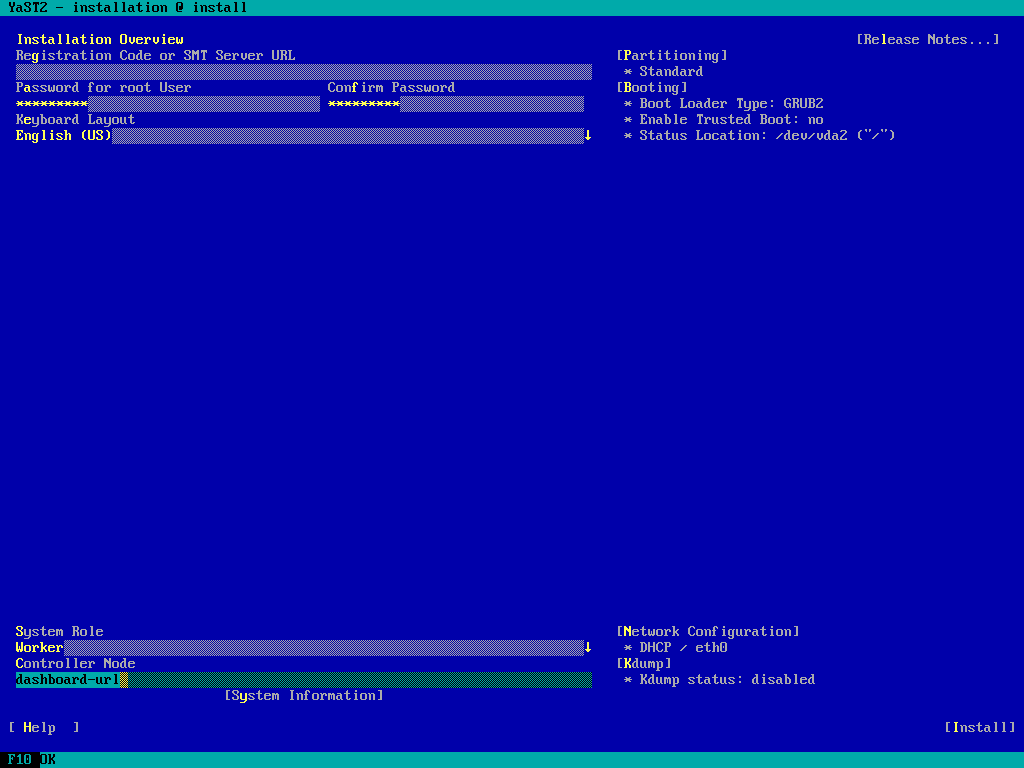 YaST2 - installation @ install
Installation Overview [Release Notes...]
Registration Code or SMT Server URL
Password for root User Confirm Password
********* *********
Keyboard Layout
English (US) ↓
[Partitioning]
* Standard
[Booting]
* Boot Loader Type: GRUB2
* Enable Trusted Boot: no
* Status Location: /dev/vda2 ("/")
System Role
Worker ↓
Controller Node
dashboard-url
[System Information]
[Network Configuration]
* DHCP / eth0
[Kdump]
* Kdump status: disabled
[ Help ] [Install]
F10 OK